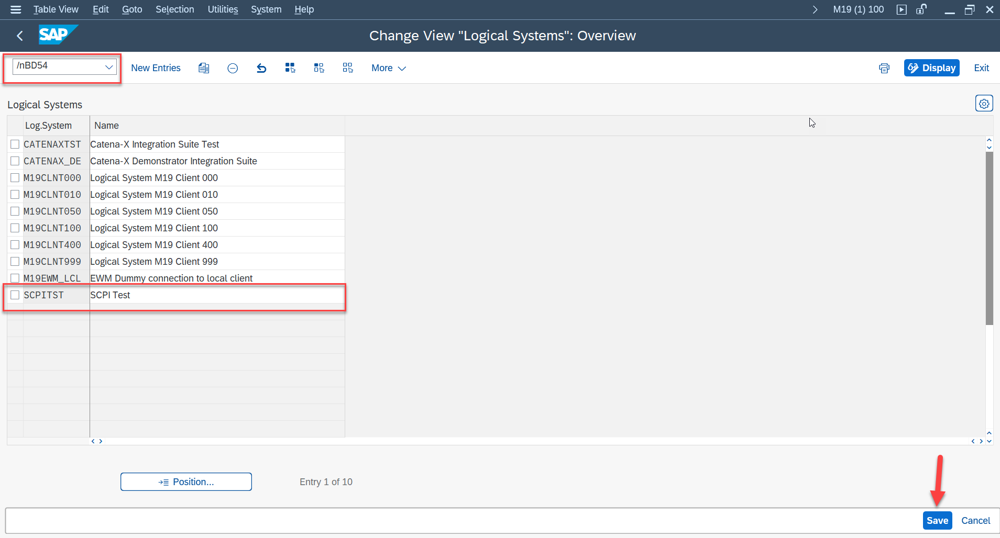 Table View Edit Goto Selection Utilities System Help M19 (1) 100
SAP Change View "Logical Systems": Overview
/nBD54 New Entries More Display Exit
Logical Systems
Log.System Name
CATENAXTST Catena-X Integration Suite Test
CATENAX_DE Catena-X Demonstrator Integration Suite
M19CLNT000 Logical System M19 Client 000
M19CLNT010 Logical System M19 Client 010
M19CLNT050 Logical System M19 Client 050
M19CLNT100 Logical System M19 Client 100
M19CLNT400 Logical System M19 Client 400
M19CLNT999 Logical System M19 Client 999
M19EWM_LCL EWM Dummy connection to local client
SCPITST SCPI Test
Position... Entry 1 of 10
Save Cancel